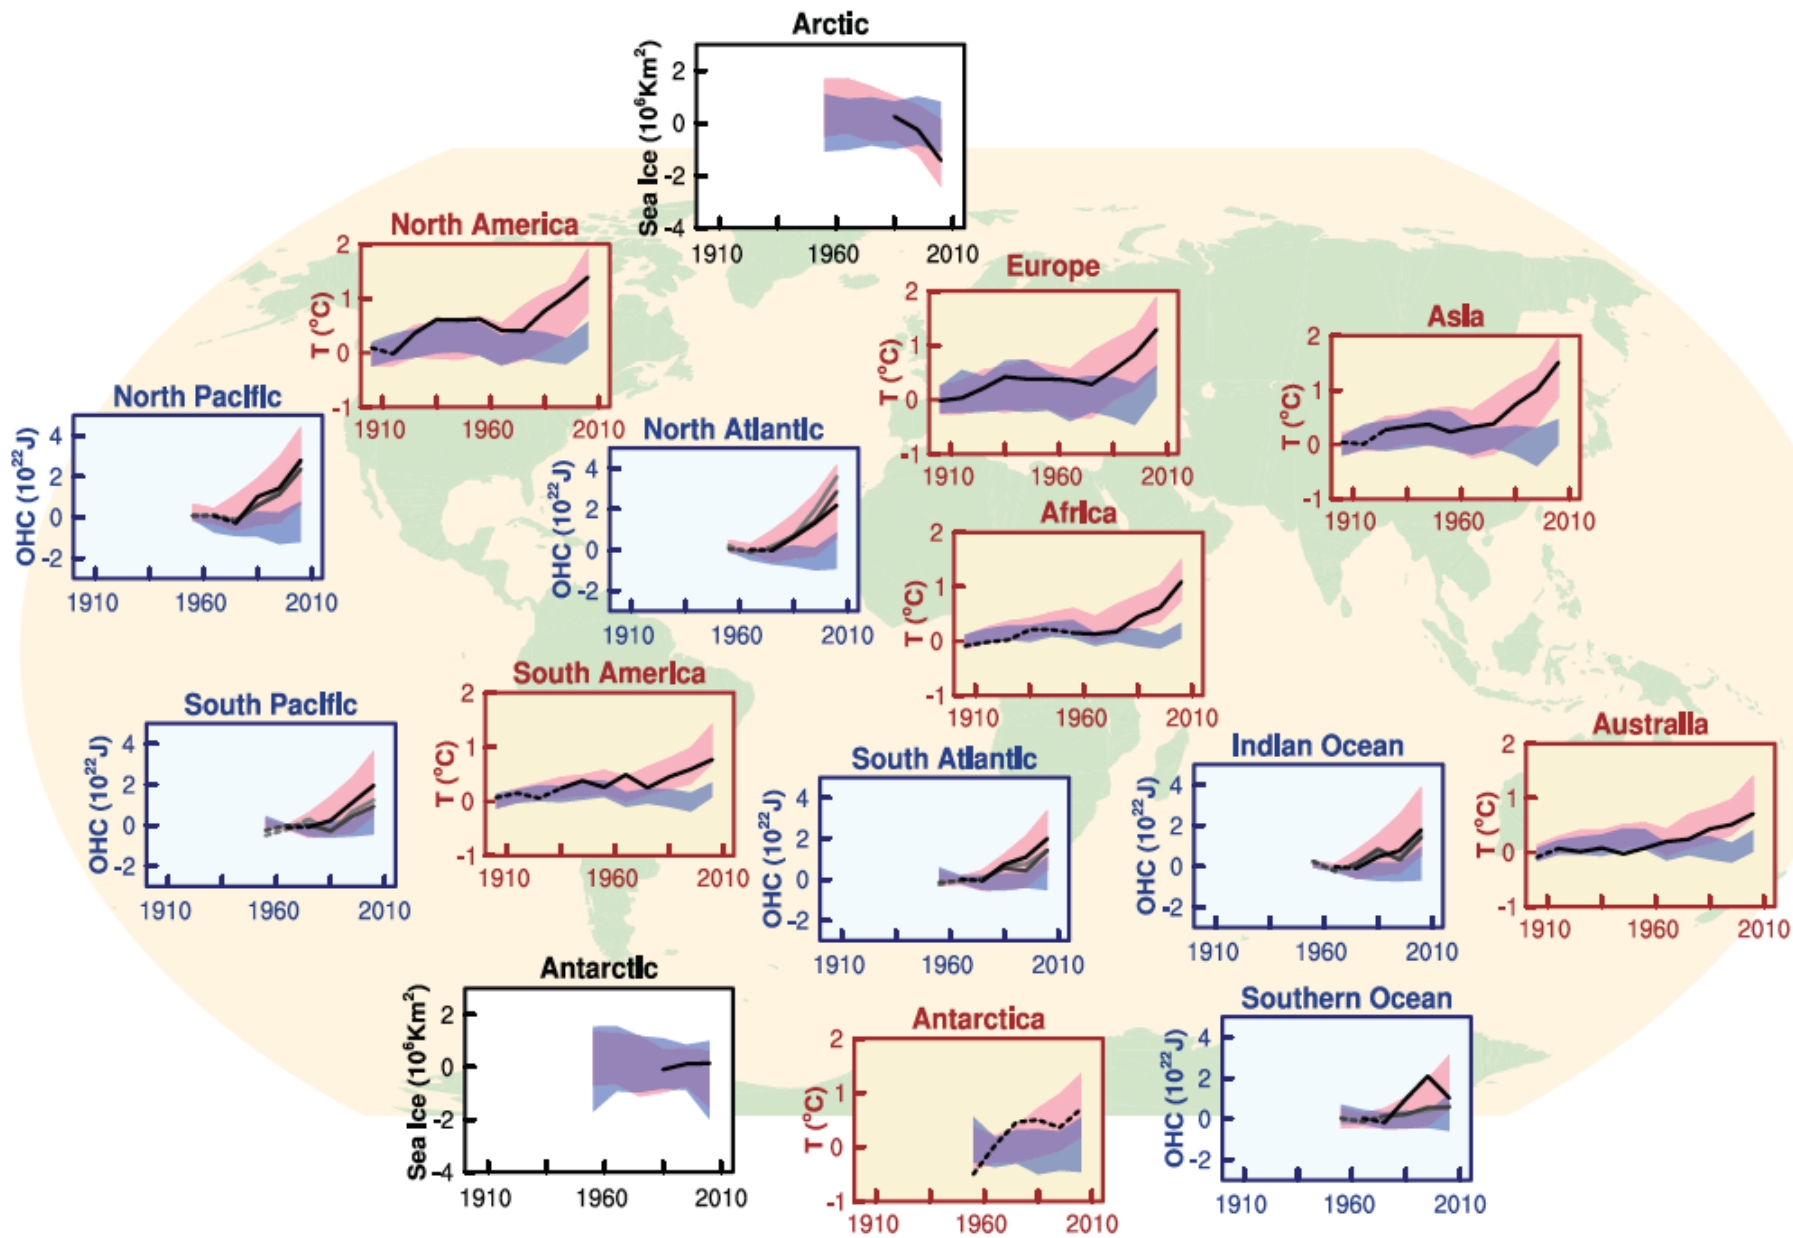 Arctic
Sea Ice (10⁶Km²)
2
0
-2
-4
1910 1960 2010
North America
T (°C)
2
1
0
-1
1910 1960 2010
Europe
T (°C)
2
1
0
-1
1910 1960 2010
Asia
T (°C)
2
1
0
-1
1910 1960 2010
North Pacific
OHC (10²²J)
4
2
0
-2
1910 1960 2010
North Atlantic
OHC (10²²J)
4
2
0
-2
1910 1960 2010
Africa
T (°C)
2
1
0
-1
1910 1960 2010
South America
T (°C)
2
1
0
-1
1910 1960 2010
South Pacific
OHC (10²²J)
4
2
0
-2
1910 1960 2010
South Atlantic
OHC (10²²J)
4
2
0
-2
1910 1960 2010
Indian Ocean
OHC (10²²J)
4
2
0
-2
1910 1960 2010
Australia
T (°C)
2
1
0
-1
1910 1960 2010
Antarctic
Sea Ice (10⁶Km²)
2
0
-2
-4
1910 1960 2010
Antarctica
T (°C)
2
1
0
-1
1910 1960 2010
Southern Ocean
OHC (10²²J)
4
2
0
-2
1910 1960 2010